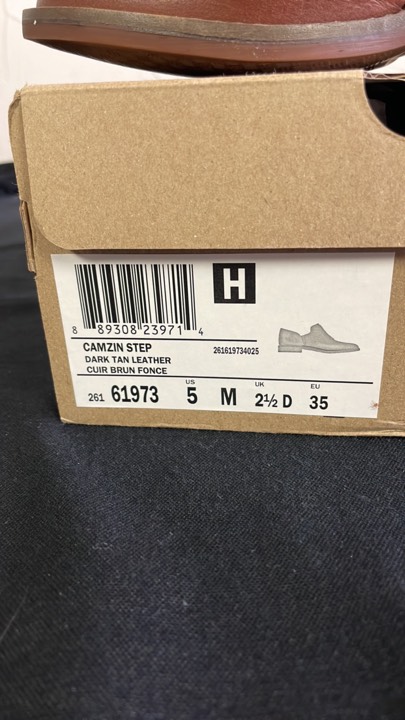 H
8 89308 23971 4
CAMZIN STEP
261619734025
DARK TAN LEATHER
CUIR BRUN FONCE
US UK EU
261 61973 5 M 2½ D 35